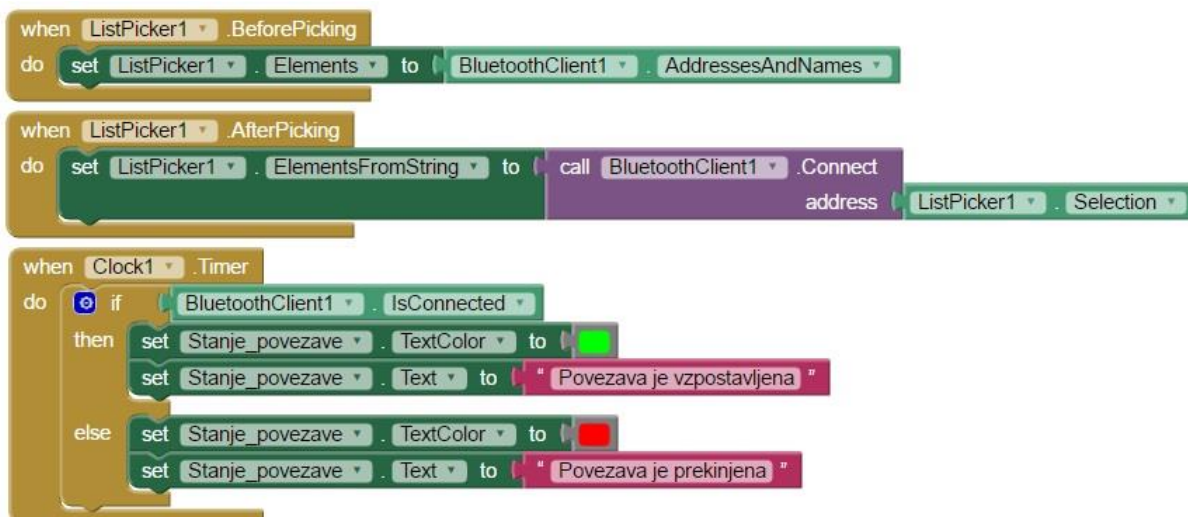 when ListPicker1 .BeforePicking
do set ListPicker1 . Elements to BluetoothClient1 . AddressesAndNames
when ListPicker1 .AfterPicking
do set ListPicker1 . ElementsFromString to call BluetoothClient1 .Connect
address ListPicker1 . Selection
when Clock1 .Timer
do if BluetoothClient1 . IsConnected
then set Stanje_povezave . TextColor to
set Stanje_povezave . Text to " Povezava je vzpostavljena "
else set Stanje_povezave . TextColor to
set Stanje_povezave . Text to " Povezava je prekinjena "